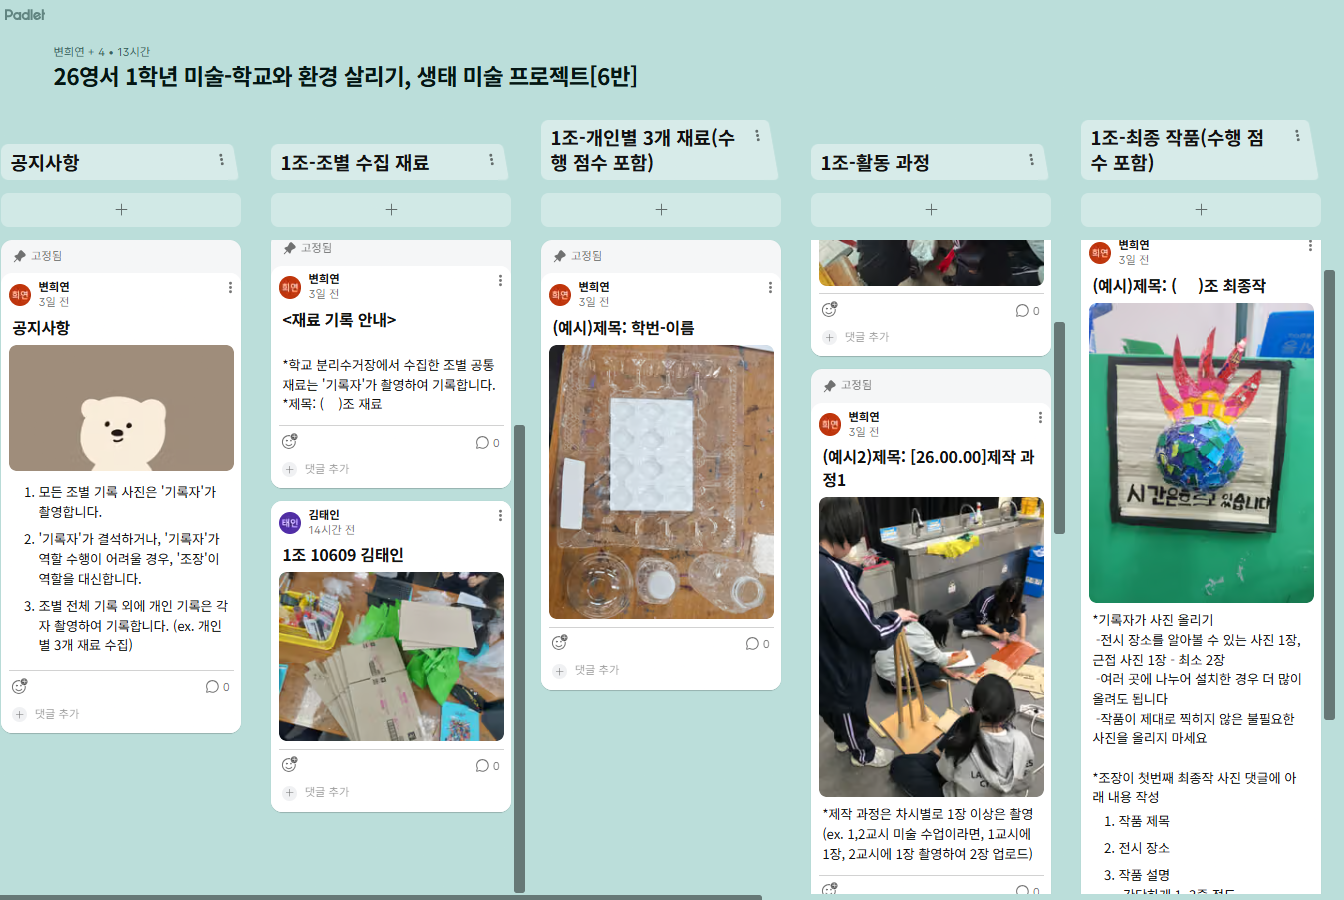 Padlet
변희연 + 4 • 13시간
26영서 1학년 미술-학교와 환경 살리기, 생태 미술 프로젝트[6반]
공지사항
고정됨
희연
변희연
3일 전
공지사항
1. 모든 조별 기록 사진은 '기록자'가
촬영합니다.
2. '기록자'가 결석하거나, '기록자'가
역할 수행이 어려울 경우, '조장'이
역할을 대신합니다.
3. 조별 전체 기록 외에 개인 기록은 각
자 촬영하여 기록합니다. (ex. 개인
별 3개 재료 수집)
0
댓글 추가
1조-조별 수집 재료
고정됨
희연
변희연
3일 전
<재료 기록 안내>
*학교 분리수거장에서 수집한 조별 공통
재료는 '기록자'가 촬영하여 기록합니다.
*제목: ( )조 재료
0
댓글 추가
태인
김태인
14시간 전
1조 10609 김태인
0
댓글 추가
1조-개인별 3개 재료(수
행 점수 포함)
고정됨
희연
변희연
3일 전
(예시)제목: 학번-이름
0
댓글 추가
1조-활동 과정
0
댓글 추가
고정됨
희연
변희연
3일 전
(예시2)제목: [26.00.00]제작 과
정1
*제작 과정은 차시별로 1장 이상은 촬영
(ex. 1,2교시 미술 수업이라면, 1교시에
1장, 2교시에 1장 촬영하여 2장 업로드)
0
1조-최종 작품(수행 점
수 포함)
희연
변희연
3일 전
(예시)제목: ( )조 최종작
시간은흐르고 있습니다
*기록자가 사진 올리기
-전시 장소를 알아볼 수 있는 사진 1장,
근접 사진 1장 - 최소 2장
-여러 곳에 나누어 설치한 경우 더 많이
올려도 됩니다
-작품이 제대로 찍히지 않은 불필요한
사진을 올리지 마세요
*조장이 첫번째 최종작 사진 댓글에 아
래 내용 작성
1. 작품 제목
2. 전시 장소
3. 작품 설명